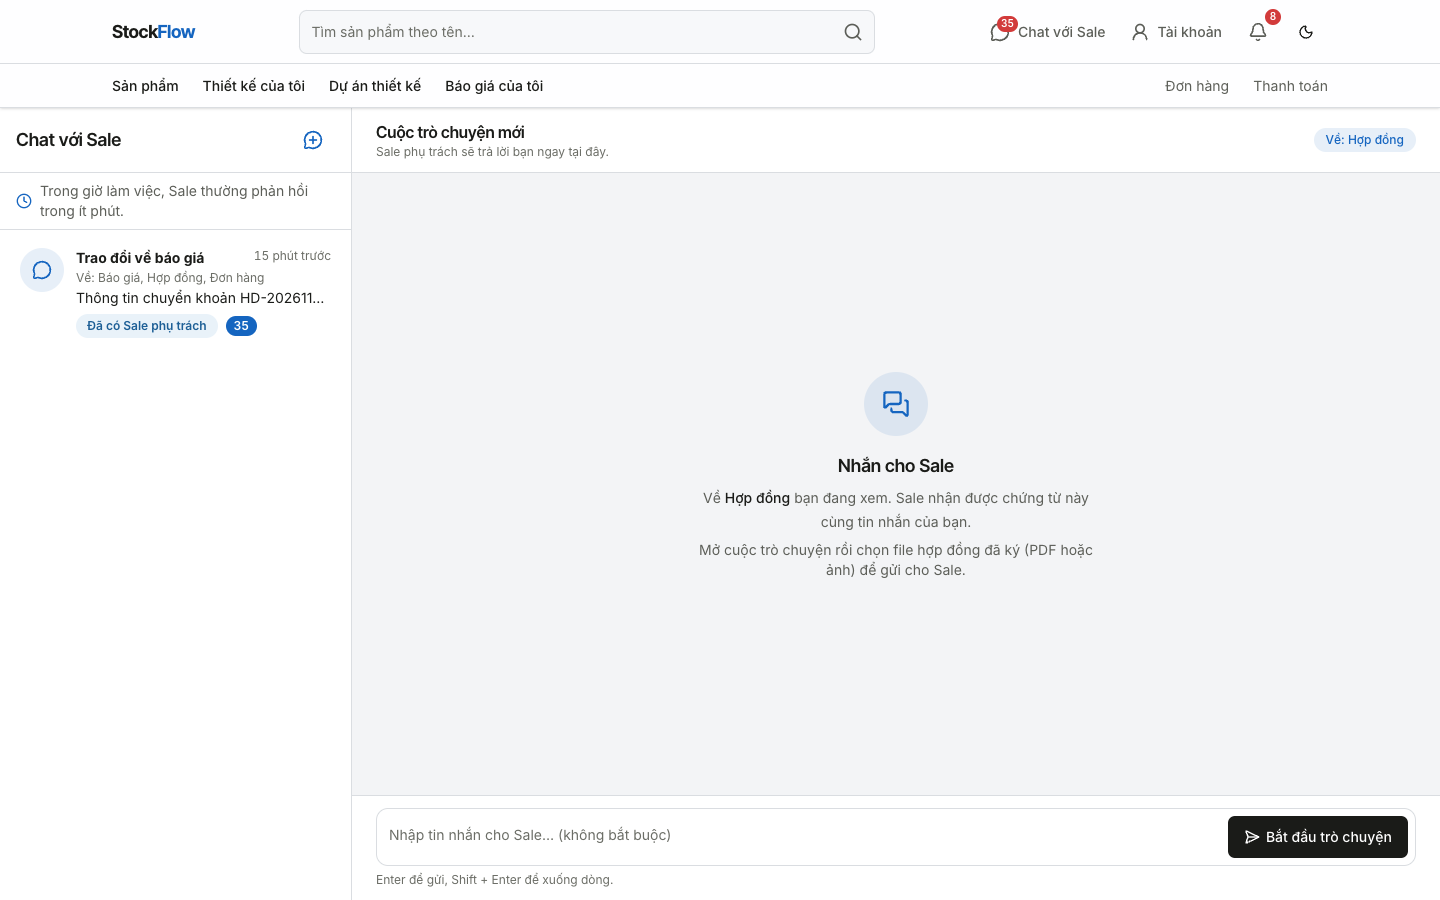 StockFlow
Tìm sản phẩm theo tên...
35
Chat với Sale
Tài khoản
8
Sản phẩm
Thiết kế của tôi
Dự án thiết kế
Báo giá của tôi
Đơn hàng
Thanh toán
Chat với Sale
Trong giờ làm việc, Sale thường phản hồi
trong ít phút.
Trao đổi về báo giá
15 phút trước
Về: Báo giá, Hợp đồng, Đơn hàng
Thông tin chuyển khoản HD-202611...
Đã có Sale phụ trách
35
Cuộc trò chuyện mới
Sale phụ trách sẽ trả lời bạn ngay tại đây.
Về: Hợp đồng
Nhắn cho Sale
Về Hợp đồng bạn đang xem. Sale nhận được chứng từ này
cùng tin nhắn của bạn.
Mở cuộc trò chuyện rồi chọn file hợp đồng đã ký (PDF hoặc
ảnh) để gửi cho Sale.
Nhập tin nhắn cho Sale... (không bắt buộc)
Bắt đầu trò chuyện
Enter để gửi, Shift + Enter để xuống dòng.